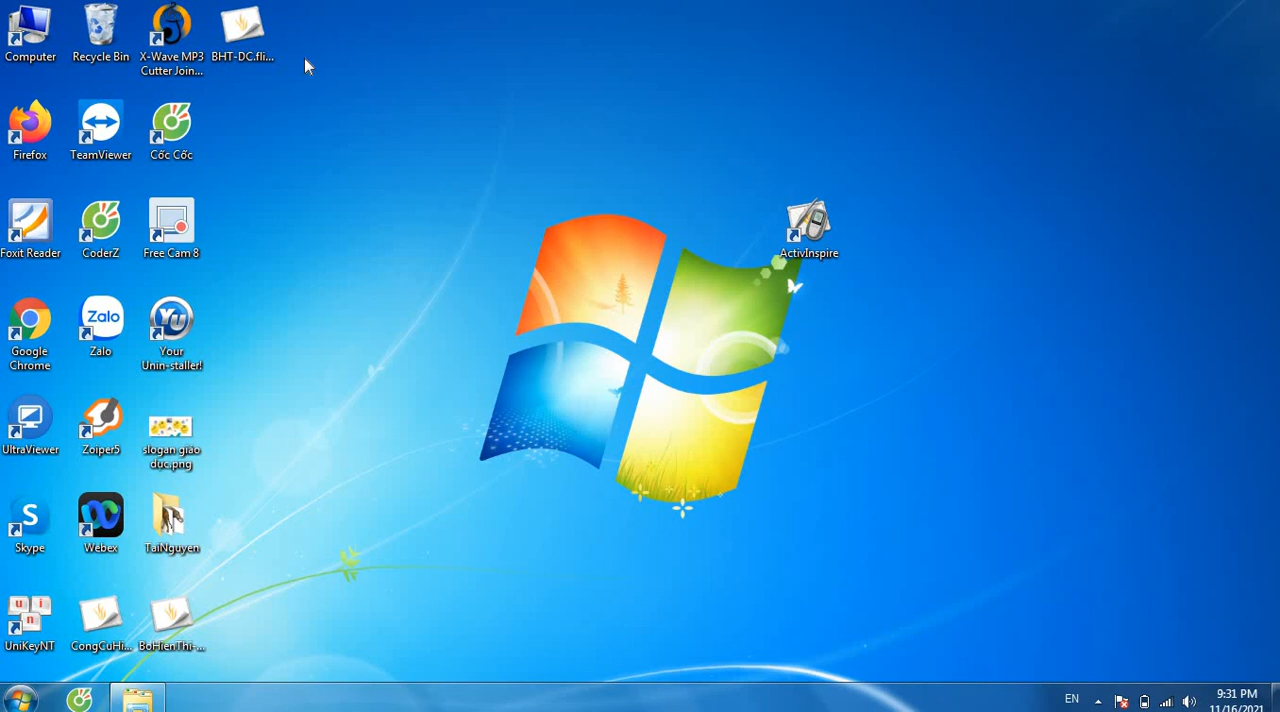 Computer
Recycle Bin
X-Wave MP3
Cutter Join...
BHT-DC.fli...
Firefox
TeamViewer
Cốc Cốc
Foxit Reader
CoderZ
Free Cam 8
ActivInspire
Google
Chrome
Zalo
Zalo
Your
Unin-staller!
UltraViewer
Zoiper5
slogan giáo
dục.png
Skype
Webex
TaiNguyen
UniKeyNT
CongCuHi...
BoHienThi-...
EN
9:31 PM
11/16/2021